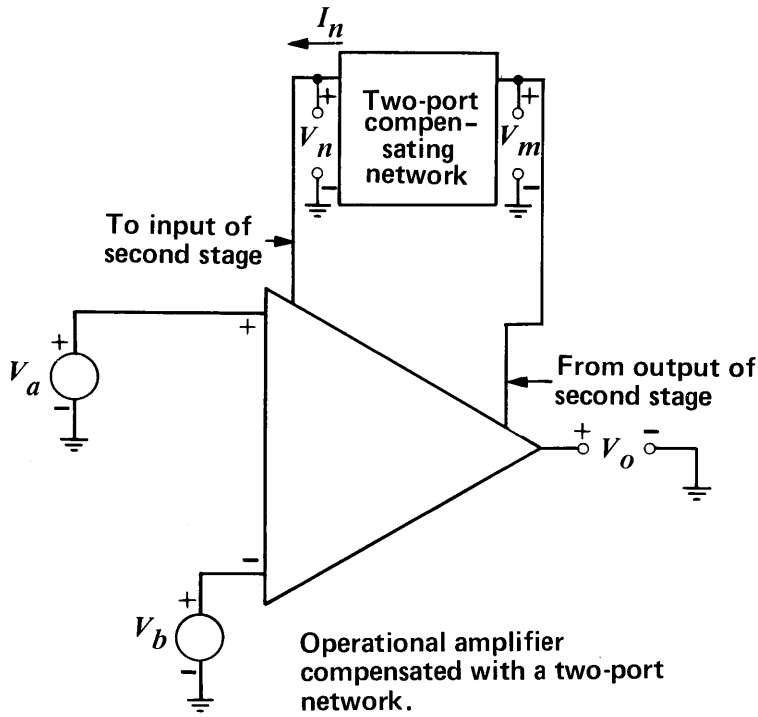 I_n
Two-port
compen-
sating
network
+
V_n
−
+
V_m
−
To input of
second stage
+
V_a
−
+
From output of
second stage
+ V_o −
−
+
V_b
−
Operational amplifier
compensated with a two-port
network.